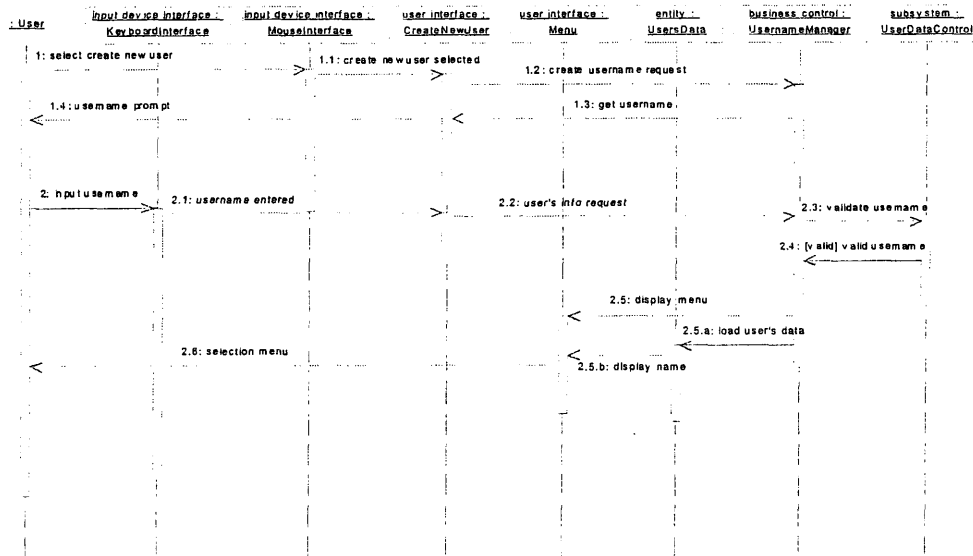 : User
input device interface :
KeyboardInterface
input device interface :
MouseInterface
user interface :
CreateNewUser
user interface :
Menu
entity :
UsersData
business control :
UsernameManager
subsystem :
UserDataControl
1: select create new user
1.1: create new user selected
1.2: create username request
1.3: get username
1.4: username prompt
2: input username
2.1: username entered
2.2: user's info request
2.3: validate username
2.4: [valid] valid username
2.5: display menu
2.5.a: load user's data
2.6: selection menu
2.5.b: display name